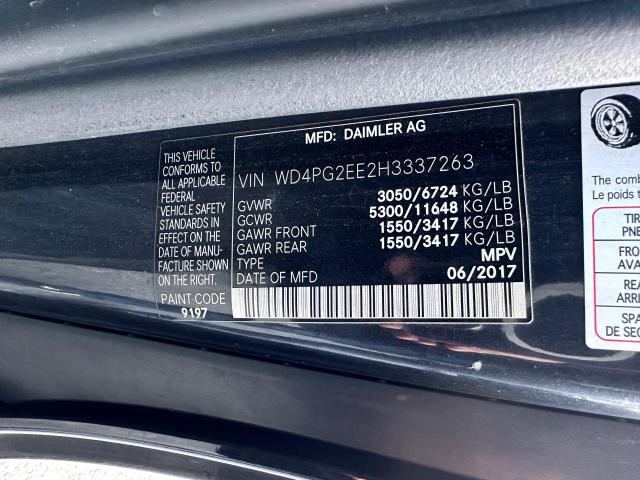 MFD: DAIMLER AG
THIS VEHICLE
CONFORMS TO
ALL APPLICABLE
FEDERAL
VEHICLE SAFETY
STANDARDS IN
EFFECT ON THE
DATE OF MANU-
FACTURE SHOWN
ON THE RIGHT.
PAINT CODE
9197
VIN WD4PG2EE2H3337263
GVWR 3050/6724 KG/LB
GCWR 5300/11648 KG/LB
GAWR FRONT 1550/3417 KG/LB
GAWR REAR 1550/3417 KG/LB
TYPE MPV
DATE OF MFD 06/2017
The comb
Le poids t
TIR
PNE
FRO
AVA
REA
ARRI
SPA
DE SEC